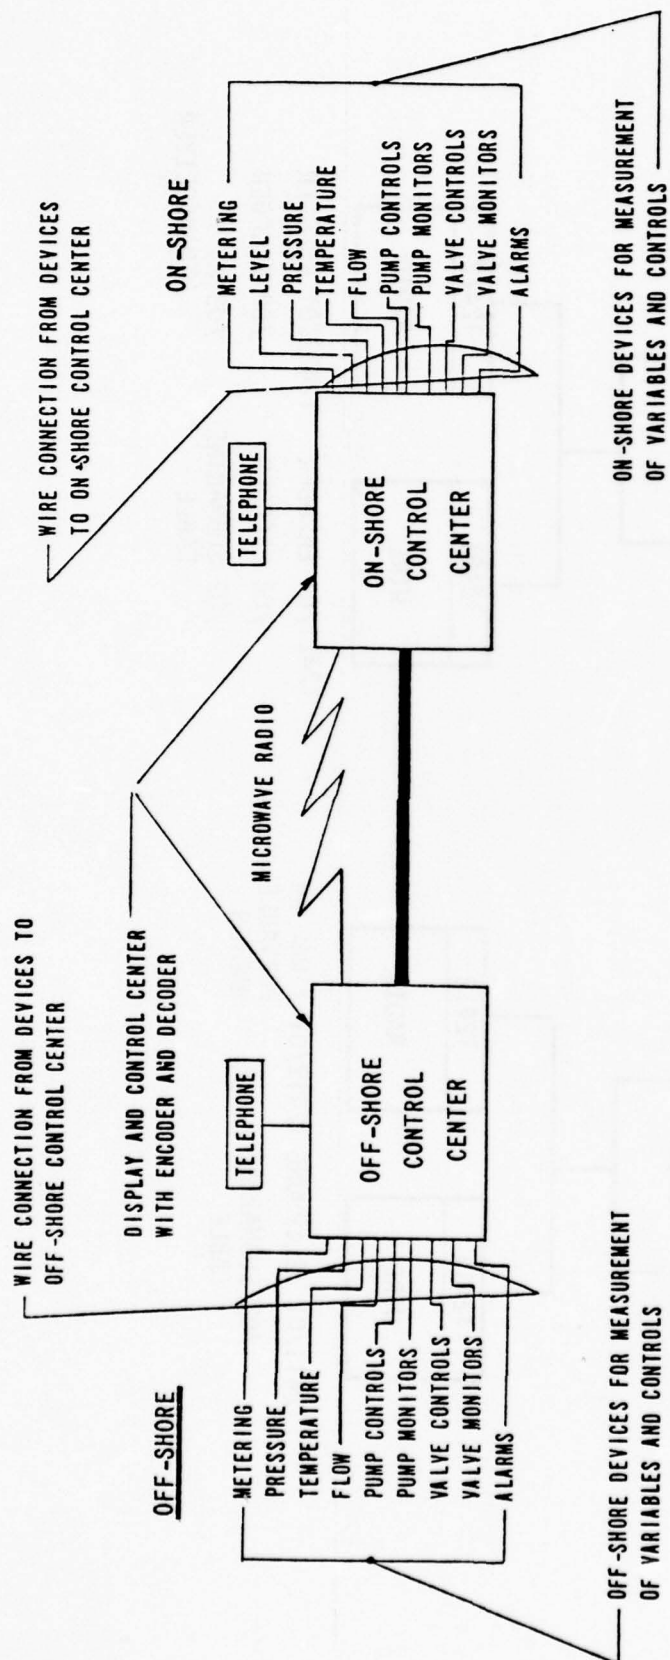 WIRE CONNECTION FROM DEVICES TO
OFF-SHORE CONTROL CENTER
DISPLAY AND CONTROL CENTER
WITH ENCODER AND DECODER
WIRE CONNECTION FROM DEVICES
TO ON-SHORE CONTROL CENTER
OFF-SHORE
METERING
PRESSURE
TEMPERATURE
FLOW
PUMP CONTROLS
PUMP MONITORS
VALVE CONTROLS
VALVE MONITORS
ALARMS
TELEPHONE
OFF-SHORE
CONTROL
CENTER
MICROWAVE RADIO
TELEPHONE
ON-SHORE
CONTROL
CENTER
ON-SHORE
METERING
LEVEL
PRESSURE
TEMPERATURE
FLOW
PUMP CONTROLS
PUMP MONITORS
VALVE CONTROLS
VALVE MONITORS
ALARMS
OFF-SHORE DEVICES FOR MEASUREMENT
OF VARIABLES AND CONTROLS
ON-SHORE DEVICES FOR MEASUREMENT
OF VARIABLES AND CONTROLS